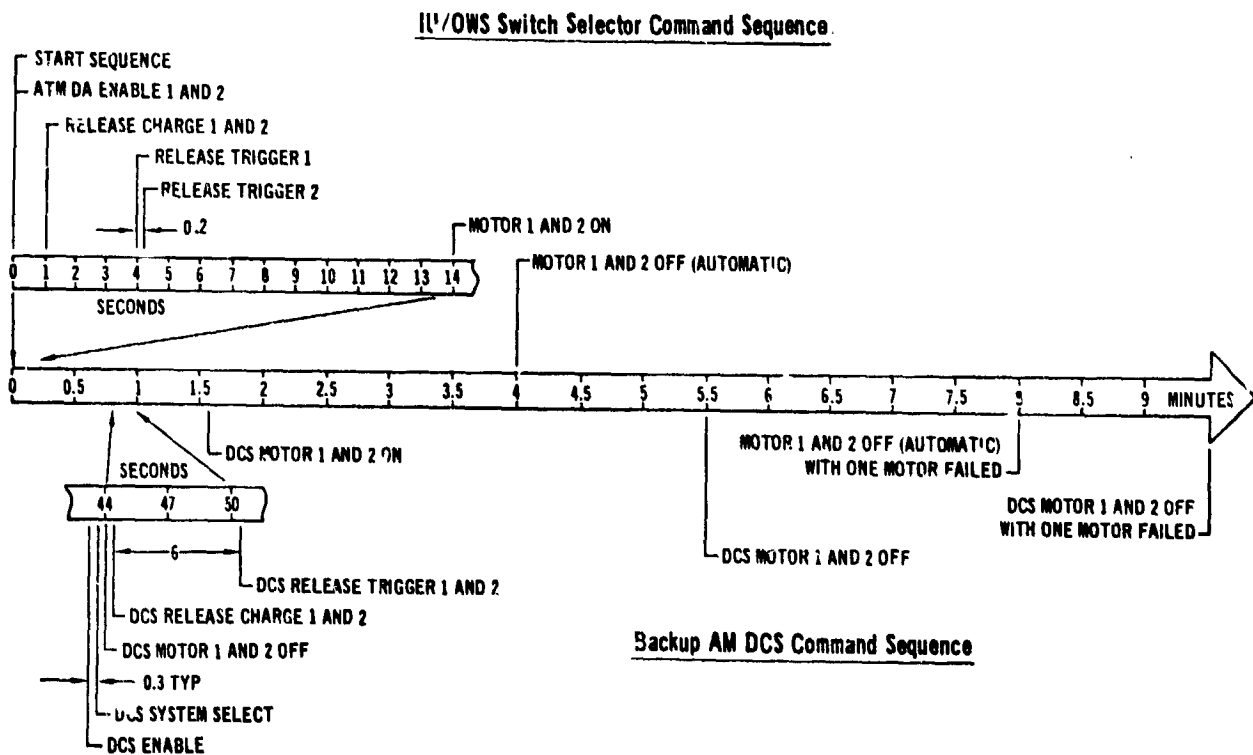 IU/OWS Switch Selector Command Sequence
START SEQUENCE
ATM DA ENABLE 1 AND 2
RELEASE CHARGE 1 AND 2
RELEASE TRIGGER 1
RELEASE TRIGGER 2
0.2
MOTOR 1 AND 2 ON
MOTOR 1 AND 2 OFF (AUTOMATIC)
0 1 2 3 4 5 6 7 8 9 10 11 12 13 14
SECONDS
0 0.5 1 1.5 2 2.5 3 3.5 4 4.5 5 5.5 6 6.5 7 7.5 8 8.5 9 MINUTES
DCS MOTOR 1 AND 2 ON
MOTOR 1 AND 2 OFF (AUTOMATIC)
WITH ONE MOTOR FAILED
SECONDS
44 47 50
DCS MOTOR 1 AND 2 OFF
WITH ONE MOTOR FAILED
6
DCS MOTOR 1 AND 2 OFF
DCS RELEASE TRIGGER 1 AND 2
DCS RELEASE CHARGE 1 AND 2
DCS MOTOR 1 AND 2 OFF
Backup AM DCS Command Sequence
0.3 TYP
DCS SYSTEM SELECT
DCS ENABLE